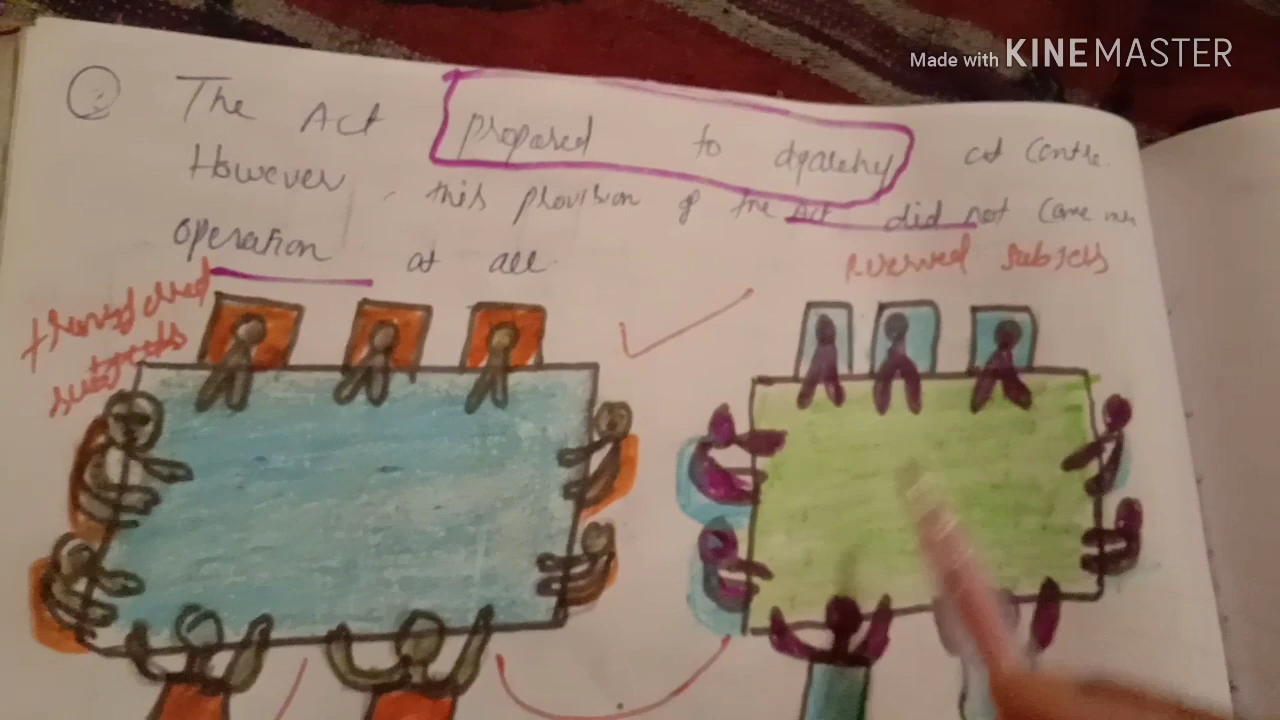 Made with KINEMASTER
② The Act proposed to dyarchy at Centre.
However, this provision of the Act did not come
operation at all
reserved subjects
transferred
subjects